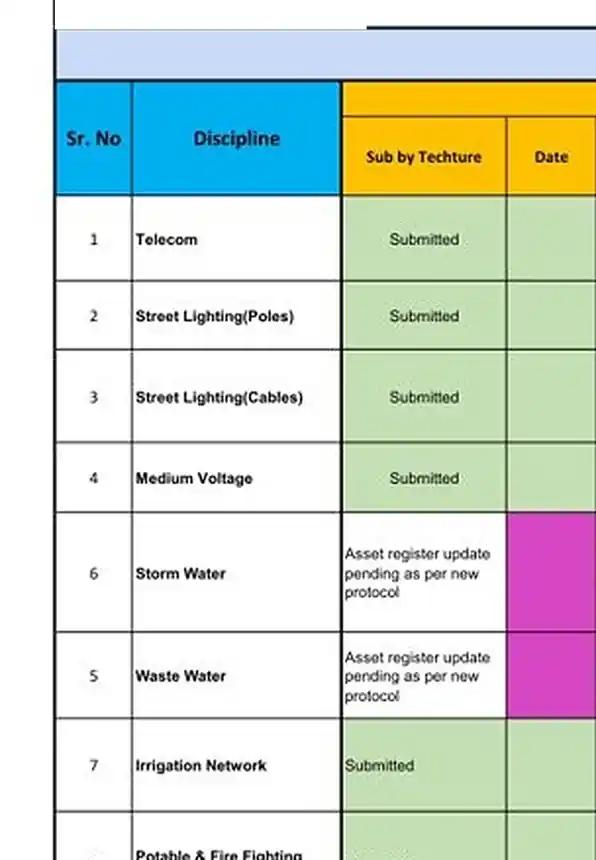 Sr. No
Discipline
Sub by Techture
Date
1
Telecom
Submitted
2
Street Lighting(Poles)
Submitted
3
Street Lighting(Cables)
Submitted
4
Medium Voltage
Submitted
6
Storm Water
Asset register update
pending as per new
protocol
5
Waste Water
Asset register update
pending as per new
protocol
7
Irrigation Network
Submitted
Potable & Fire Fighting